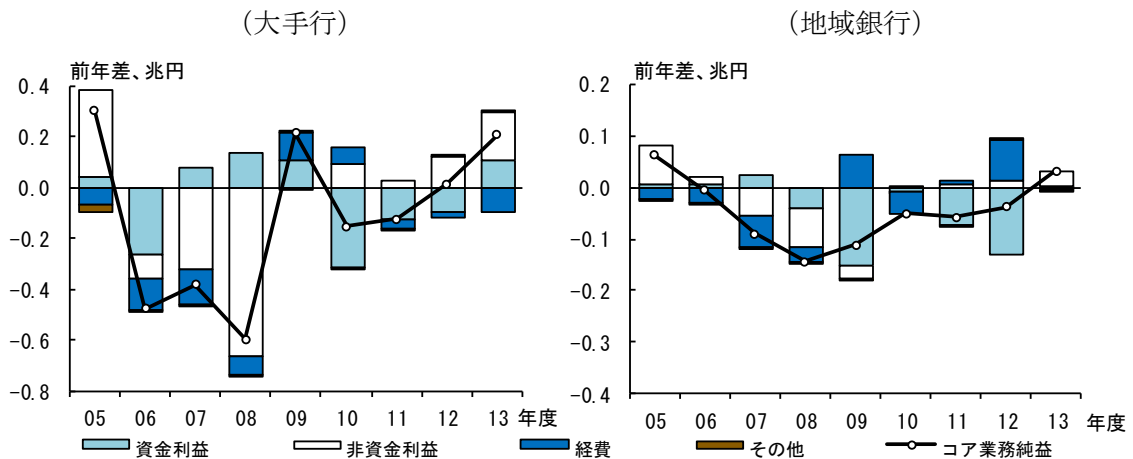 （大手行）
前年差、兆円
0.4
0.2
0.0
-0.2
-0.4
-0.6
-0.8
05 06 07 08 09 10 11 12 13 年度
（地域銀行）
前年差、兆円
0.2
0.1
0.0
-0.1
-0.2
-0.3
-0.4
05 06 07 08 09 10 11 12 13 年度
資金利益 非資金利益 経費 その他 コア業務純益